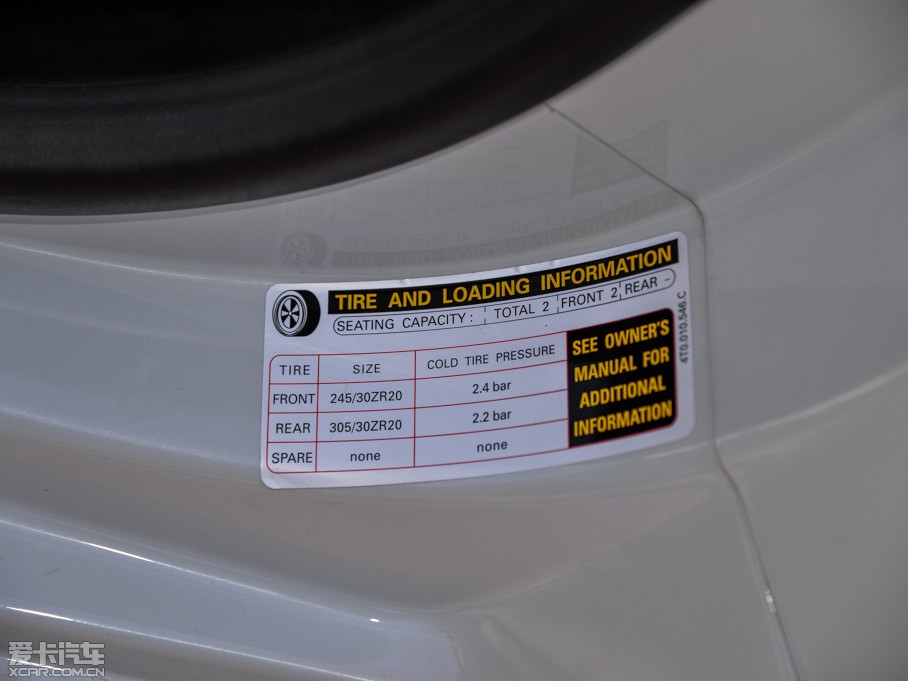 TIRE AND LOADING INFORMATION
SEATING CAPACITY : TOTAL 2 FRONT 2 REAR -
TIRE SIZE COLD TIRE PRESSURE
FRONT 245/30ZR20 2.4 bar
REAR 305/30ZR20 2.2 bar
SPARE none none
SEE OWNER'S
MANUAL FOR
ADDITIONAL
INFORMATION
4T0.010.546.C
爱卡汽车
XCAR.COM.CN